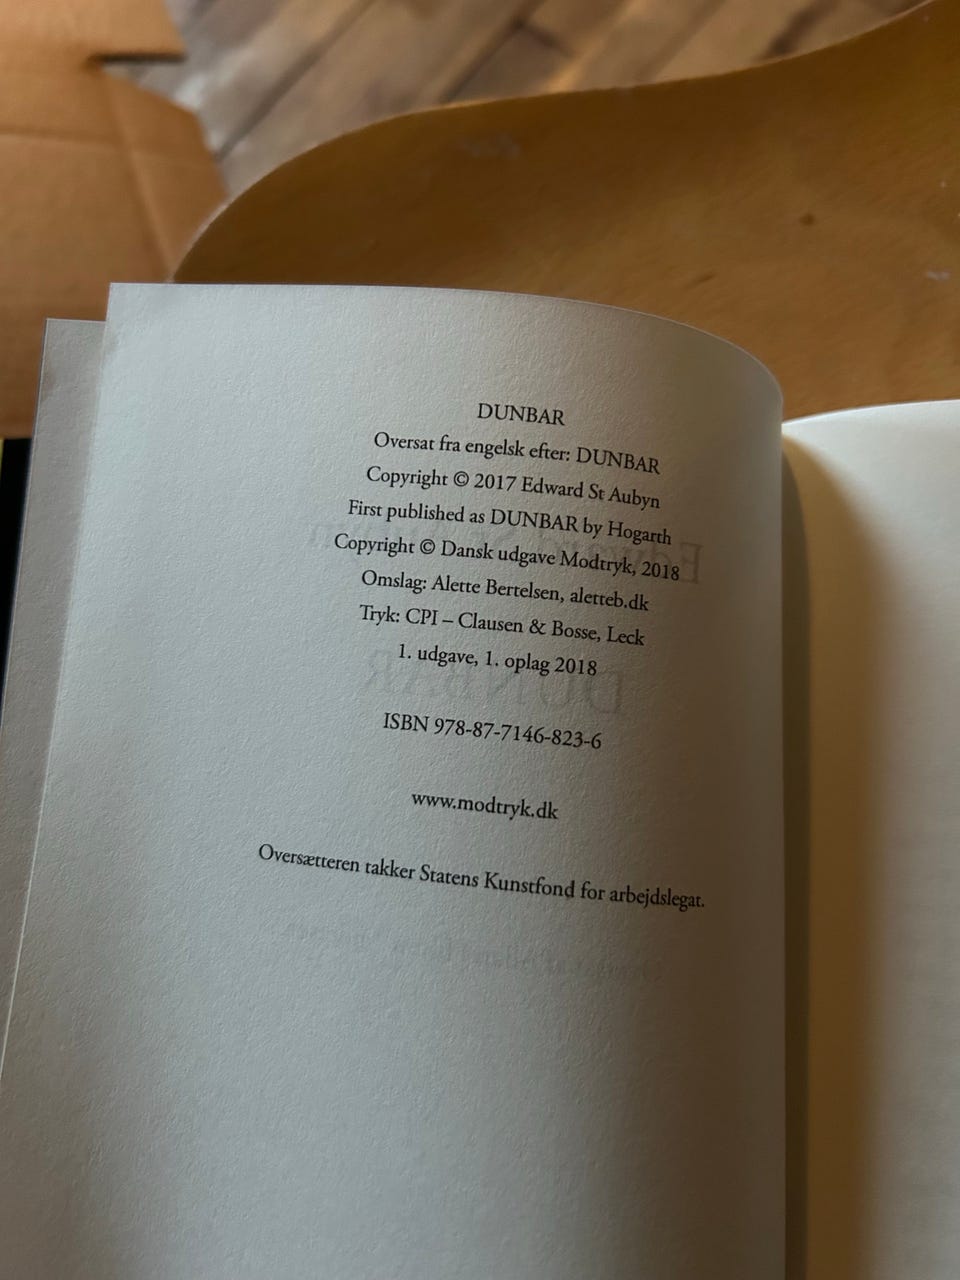 DUNBAR
Oversat fra engelsk efter: DUNBAR
Copyright © 2017 Edward St Aubyn
First published as DUNBAR by Hogarth
Copyright © Dansk udgave Modtryk, 2018
Omslag: Alette Bertelsen, aletteb.dk
Tryk: CPI – Clausen & Bosse, Leck
1. udgave, 1. oplag 2018
ISBN 978-87-7146-823-6
www.modtryk.dk
Oversætteren takker Statens Kunstfond for arbejdslegat.